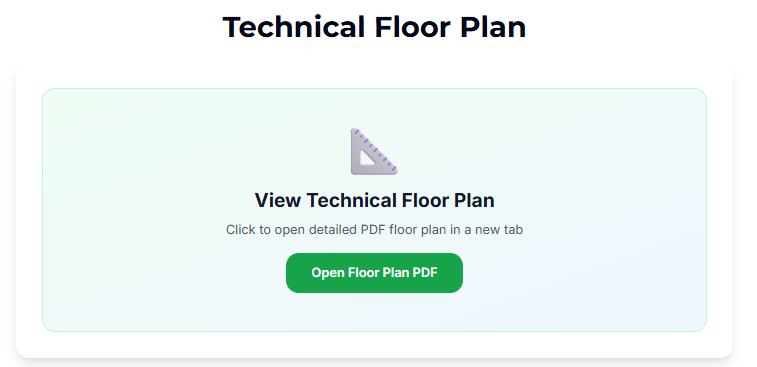 Technical Floor Plan
View Technical Floor Plan
Click to open detailed PDF floor plan in a new tab
Open Floor Plan PDF